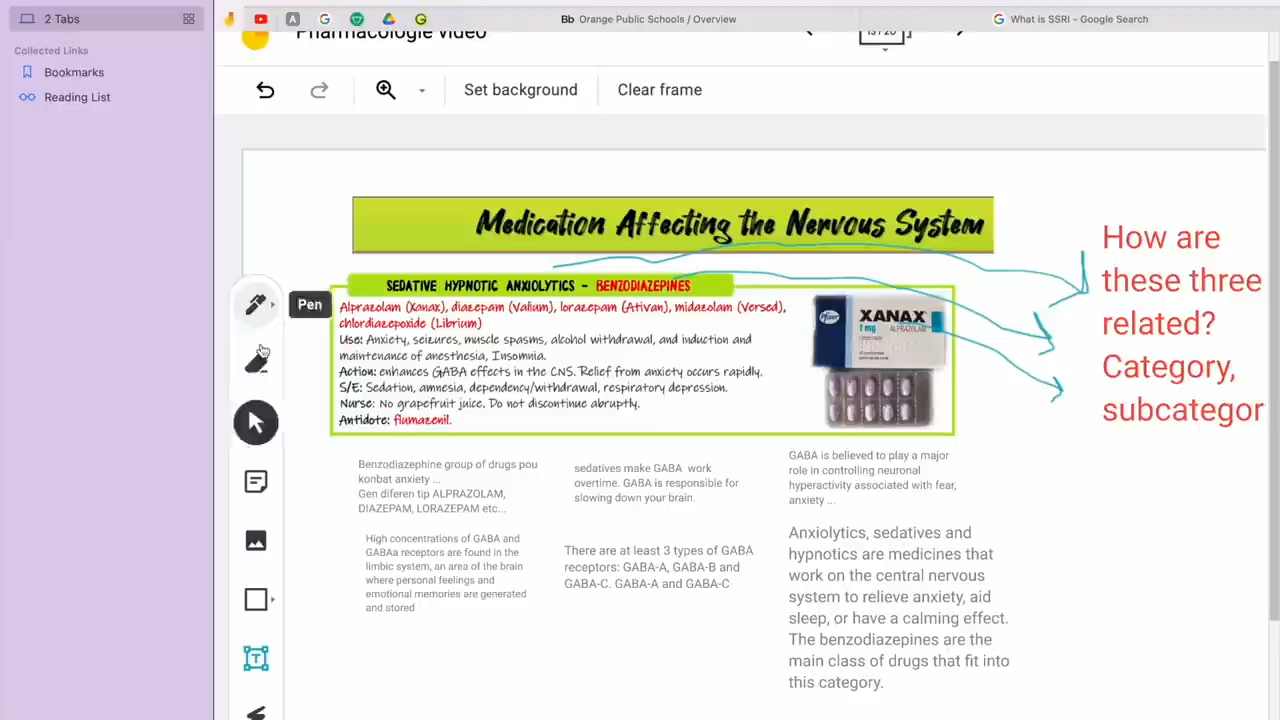 2 Tabs
Collected Links
Bookmarks
Reading List
Bb Orange Public Schools / Overview
What is SSRI - Google Search
Pharmacologie video
Set background
Clear frame
Medication Affecting the Nervous System
SEDATIVE HYPNOTIC ANXIOLYTICS - BENZODIAZEPINES
Pen
Alprazolam (Xanax), diazepam (Valium), lorazepam (Ativan), midazolam (Versed),
chlordiazepoxide (Librium)
Use: Anxiety, seizures, muscle spasms, alcohol withdrawal, and induction and
maintenance of anesthesia, Insomnia.
Action: enhances GABA effects in the CNS. Relief from anxiety occurs rapidly.
S/E: Sedation, amnesia, dependency/withdrawal, respiratory depression.
Nurse: No grapefruit juice. Do not discontinue abruptly.
Antidote: flumazenil.
Pfizer
XANAX
1 mg ALPRAZOLAM
How are
these three
related?
Category,
subcategor
Benzodiazephine group of drugs pou
konbat anxiety ...
Gen diferen tip ALPRAZOLAM,
DIAZEPAM, LORAZEPAM etc...
sedatives make GABA work
overtime. GABA is responsible for
slowing down your brain.
GABA is believed to play a major
role in controlling neuronal
hyperactivity associated with fear,
anxiety ...
High concentrations of GABA and
GABAa receptors are found in the
limbic system, an area of the brain
where personal feelings and
emotional memories are generated
and stored
There are at least 3 types of GABA
receptors: GABA-A, GABA-B and
GABA-C. GABA-A and GABA-C
Anxiolytics, sedatives and
hypnotics are medicines that
work on the central nervous
system to relieve anxiety, aid
sleep, or have a calming effect.
The benzodiazepines are the
main class of drugs that fit into
this category.